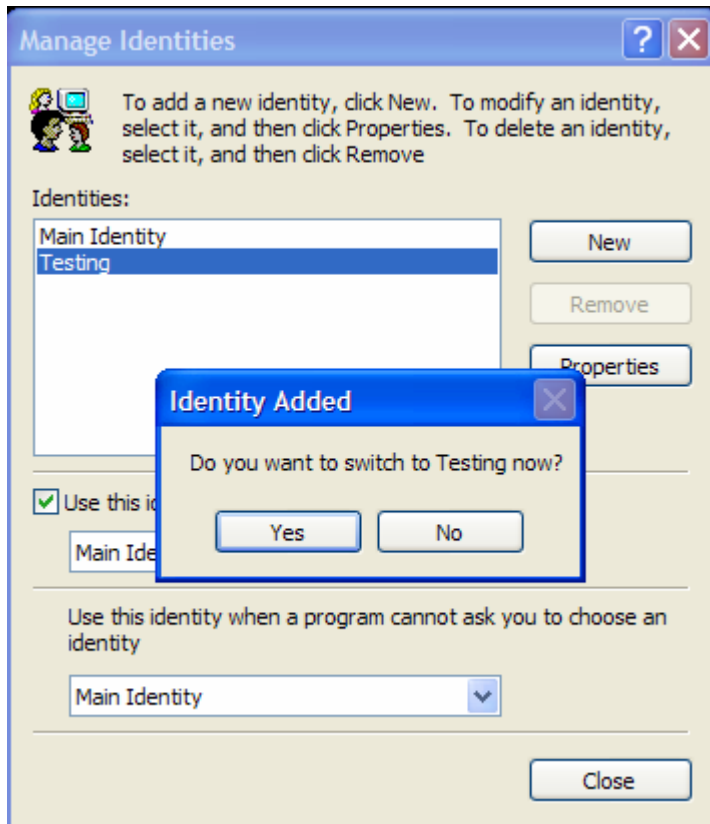 Manage Identities
To add a new identity, click New. To modify an identity,
select it, and then click Properties. To delete an identity,
select it, and then click Remove
Identities:
Main Identity
Testing
New
Remove
Properties
Identity Added
Do you want to switch to Testing now?
Yes
No
Use this
Main
Use this identity when a program cannot ask you to choose an
identity
Main Identity
Close